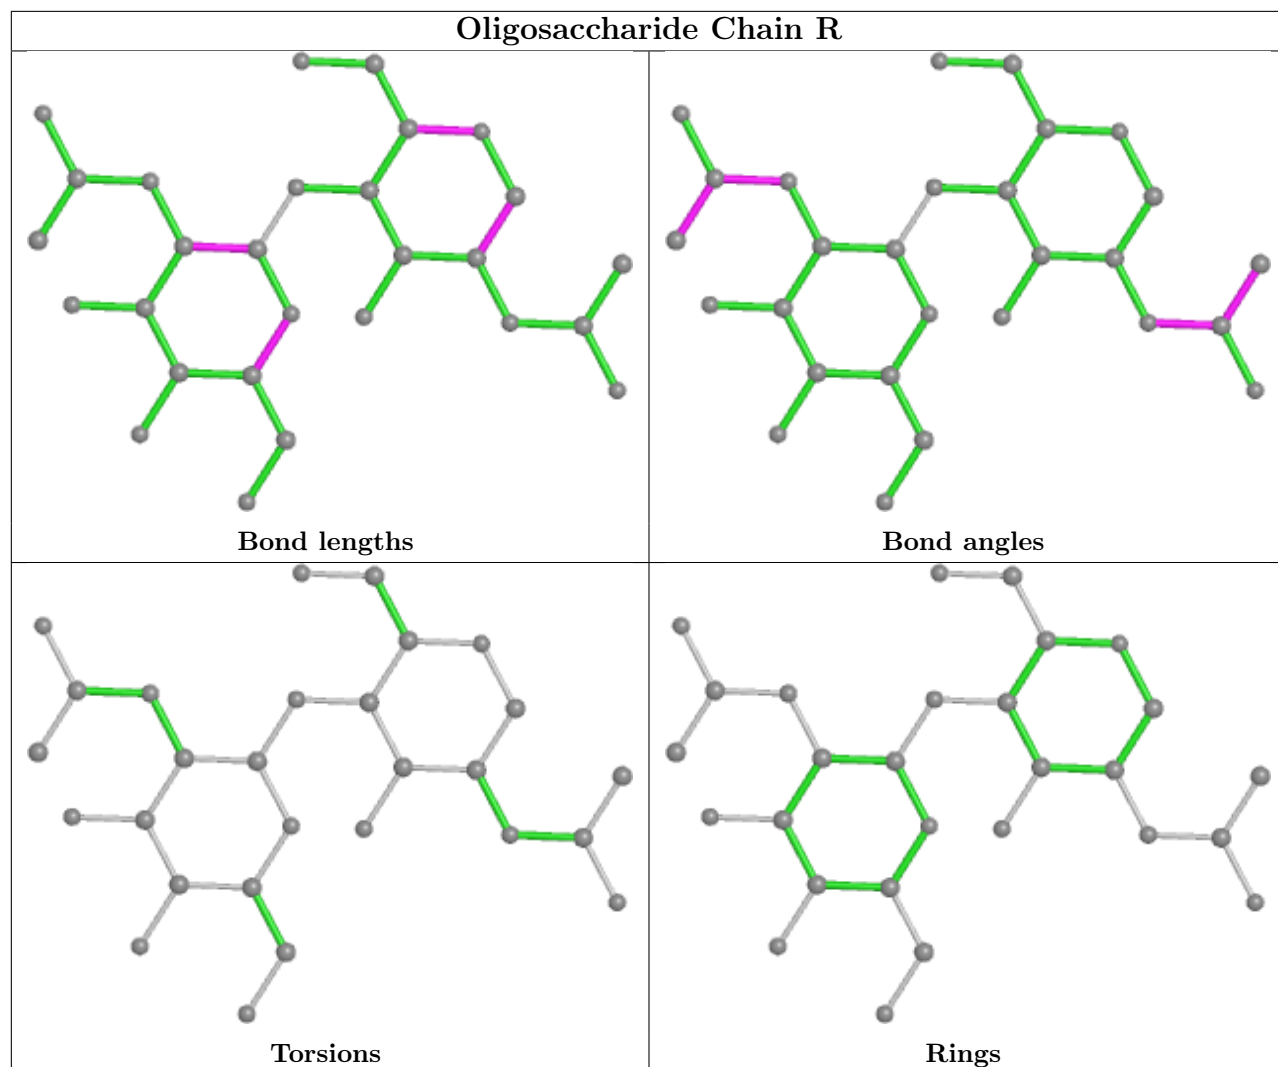 Oligosaccharide Chain R
Bond lengths
Bond angles
Torsions
Rings